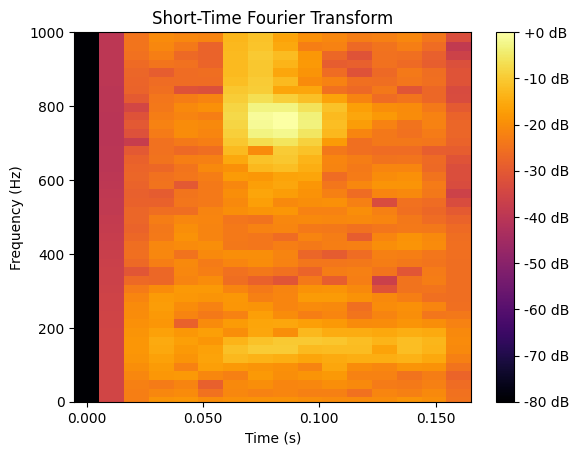 Short-Time Fourier Transform
1000
800
600
400
200
0
Frequency (Hz)
0.000
0.050
0.100
0.150
Time (s)
+0 dB
-10 dB
-20 dB
-30 dB
-40 dB
-50 dB
-60 dB
-70 dB
-80 dB